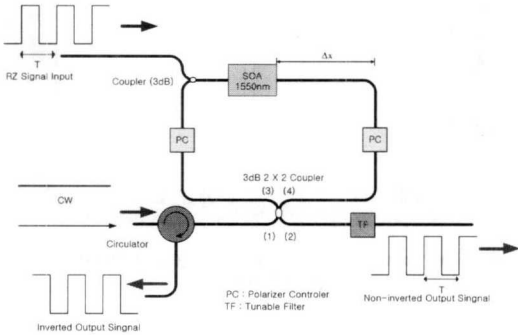 T
RZ Signal Input
Coupler (3dB)
SOA
1550nm
Δx
PC
PC
3dB 2 X 2 Coupler
(3) (4)
CW
Circulator
(1) (2)
TF
T
Inverted Output Singnal
PC : Polarizer Controler
TF : Tunable Filter
Non-inverted Output Singnal